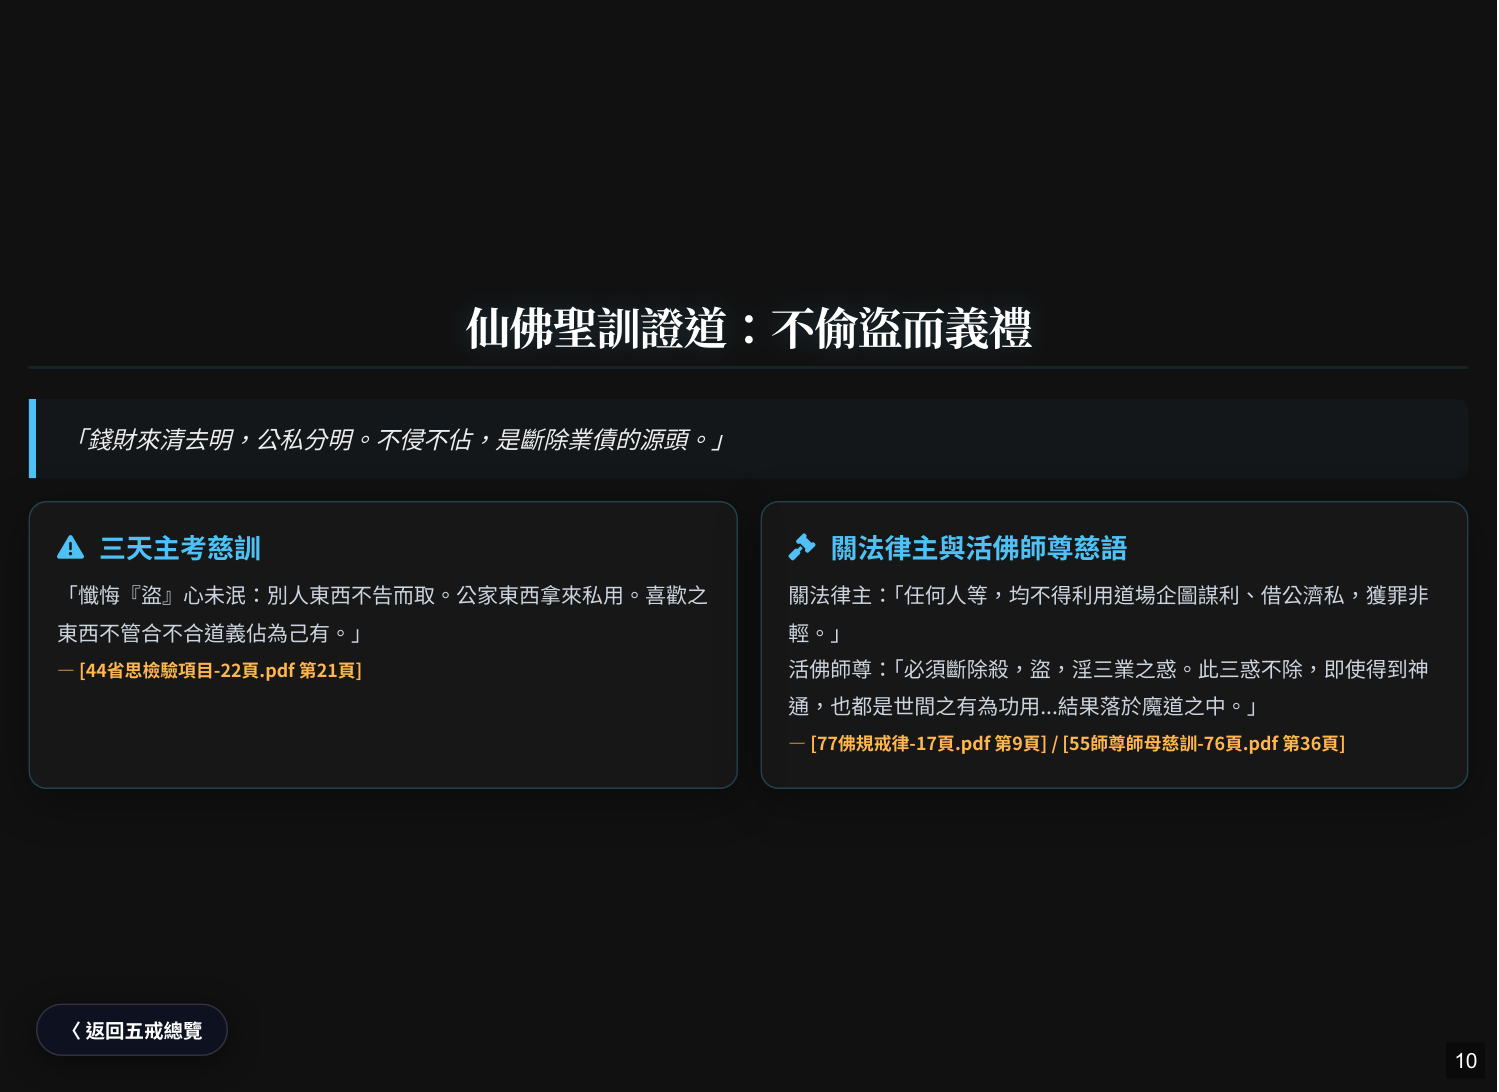 仙佛聖訓證道：不偷盜而義禮
「錢財來清去明，公私分明。不侵不佔，是斷除業債的源頭。」
三天主考慈訓
「懺悔『盜』心未泯：別人東西不告而取。公家東西拿來私用。喜歡之
東西不管合不合道義佔為己有。」
— [44省思檢驗項目-22頁.pdf 第21頁]
關法律主與活佛師尊慈語
關法律主：「任何人等，均不得利用道場企圖謀利、借公濟私，獲罪非
輕。」
活佛師尊：「必須斷除殺，盜，淫三業之惑。此三惑不除，即使得到神
通，也都是世間之有為功用...結果落於魔道之中。」
— [77佛規戒律-17頁.pdf 第9頁] / [55師尊師母慈訓-76頁.pdf 第36頁]
〈 返回五戒總覽
10